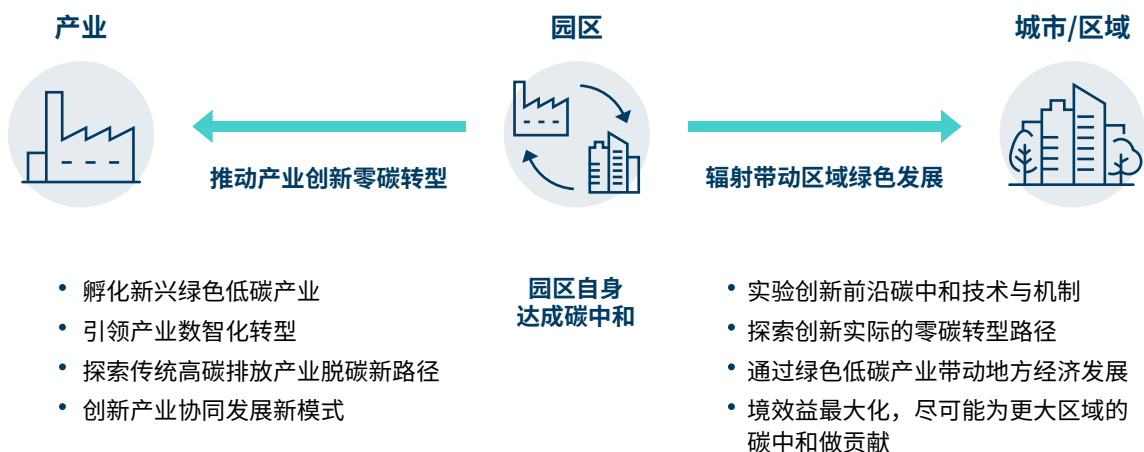 产业
园区
城市/区域
推动产业创新零碳转型
辐射带动区域绿色发展
• 孵化新兴绿色低碳产业
• 引领产业数智化转型
• 探索传统高碳排放产业脱碳新路径
• 创新产业协同发展新模式
园区自身
达成碳中和
• 实验创新前沿碳中和技术与机制
• 探索创新实际的零碳转型路径
• 通过绿色低碳产业带动地方经济发展
• 境效益最大化，尽可能为更大区域的
碳中和做贡献